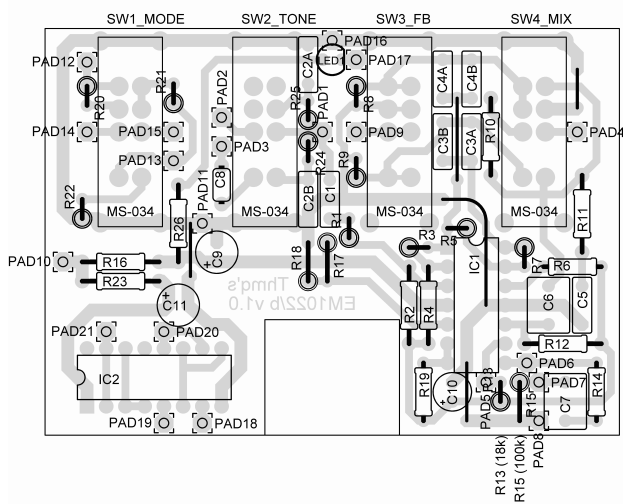 SW1_MODE SW2_TONE SW3_FB SW4_MIX
PAD16
PAD12
LED1
PAD17
R21
PAD2
C2A
C4A
C4B
R20
R25
PAD1
R8
PAD14
PAD15
PAD9
C3B
C3A
R10
PAD4
PAD3
PAD13
R24
R9
C8
R22
PAD11
C2B
C1
MS-034
R26
MS-034
R1
MS-034
R5
MS-034
R11
R3
PAD10
R16
C9
R18
R17
IC1
R7
R6
R23
Thmq's
EM1022/b v1.0
C11
R2
R4
C6
C5
PAD21
PAD20
R12
IC2
PAD6
R19
C10
PAD5
R13
R15
PAD7
C7
R14
PAD19
PAD18
PAD8
R13 (18k)
R15 (100k)